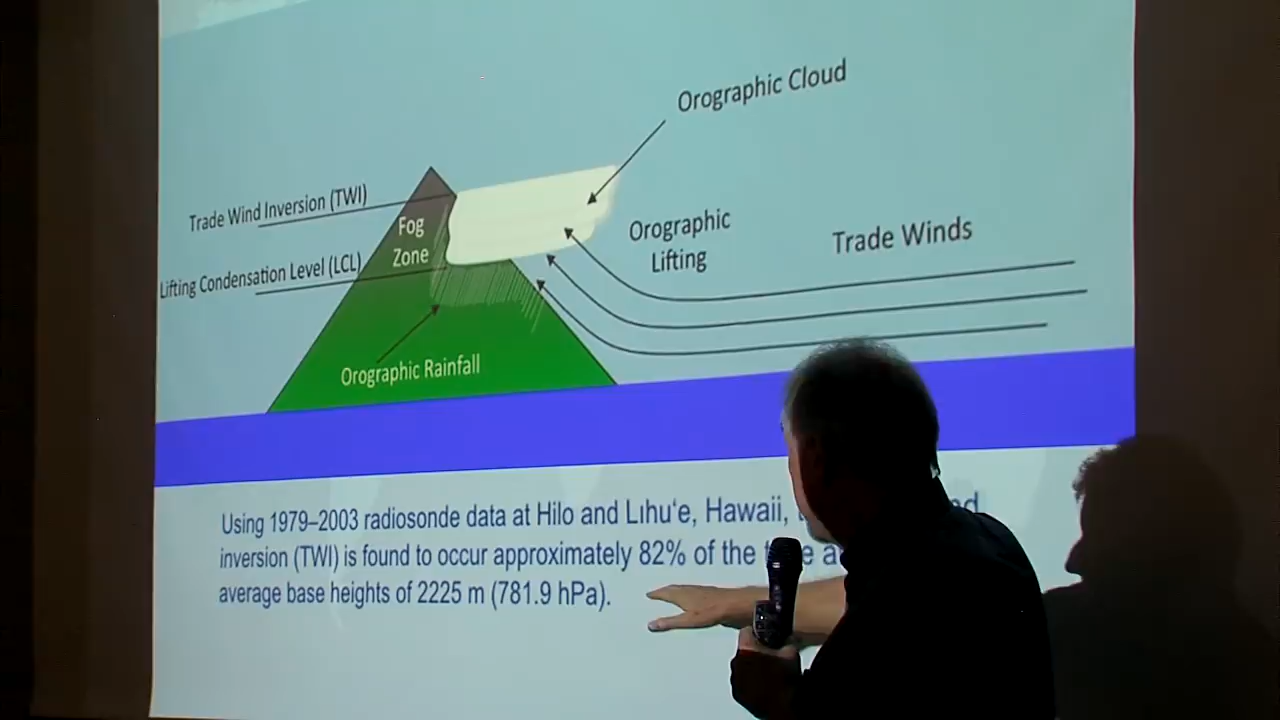 Orographic Cloud
Trade Wind Inversion (TWI)
Fog
Zone
Orographic
Lifting
Trade Winds
Lifting Condensation Level (LCL)
Orographic Rainfall
Using 1979–2003 radiosonde data at Hilo and Lıhu‘e, Hawaii,
inversion (TWI) is found to occur approximately 82% of the
average base heights of 2225 m (781.9 hPa).